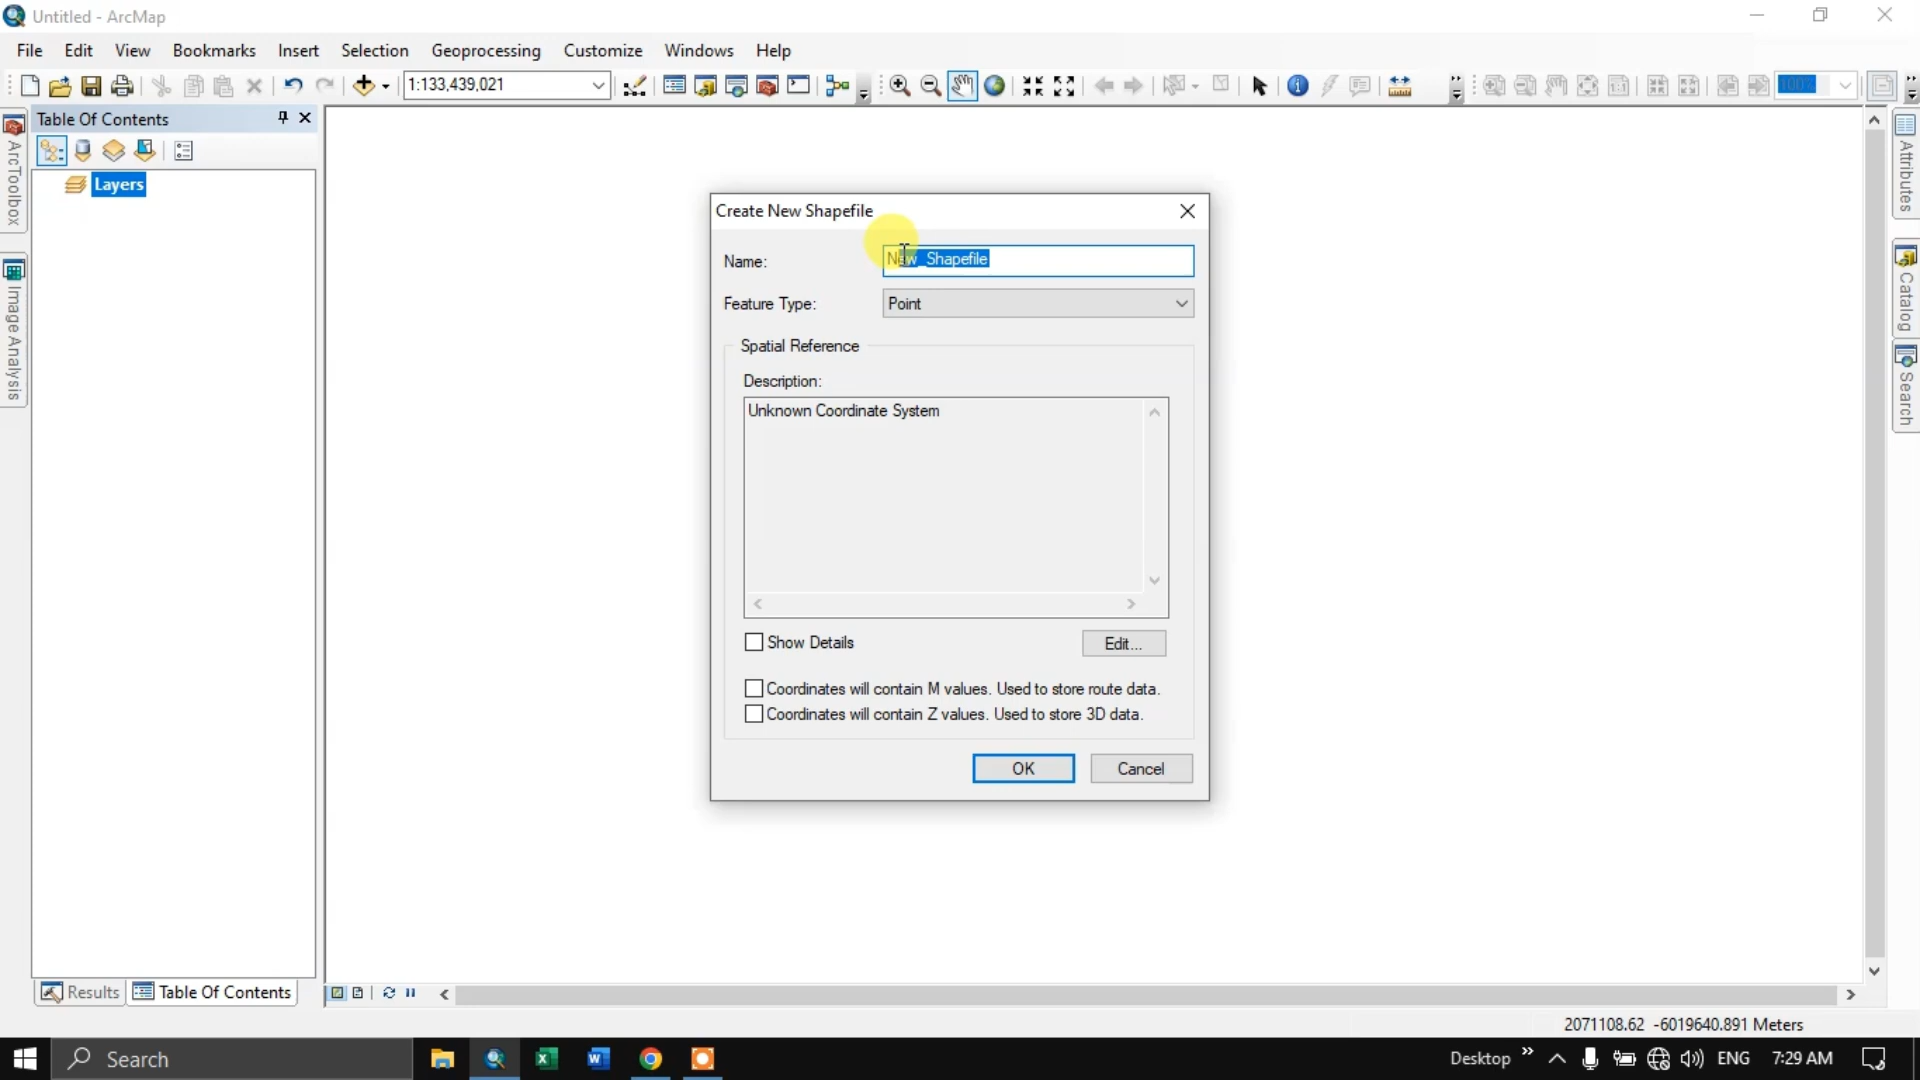 Untitled - ArcMap
File Edit View Bookmarks Insert Selection Geoprocessing Customize Windows Help
1:133,439,021
100%
Table Of Contents
Layers
ArcToolbox
Image Analysis
Attributes
Catalog
Search
Create New Shapefile
Name: New_Shapefile
Feature Type: Point
Spatial Reference
Description:
Unknown Coordinate System
Show Details
Edit...
Coordinates will contain M values. Used to store route data.
Coordinates will contain Z values. Used to store 3D data.
OK Cancel
Results Table Of Contents
2071108.62 -6019640.891 Meters
Search
Desktop
ENG 7:29 AM